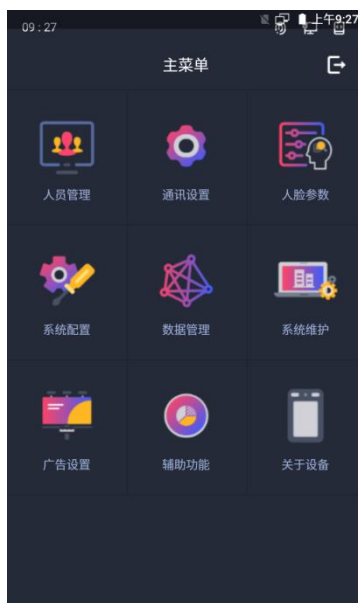 09:27
上午9:27
主菜单
人员管理 通讯设置 人脸参数
系统配置 数据管理 系统维护
广告设置 辅助功能 关于设备